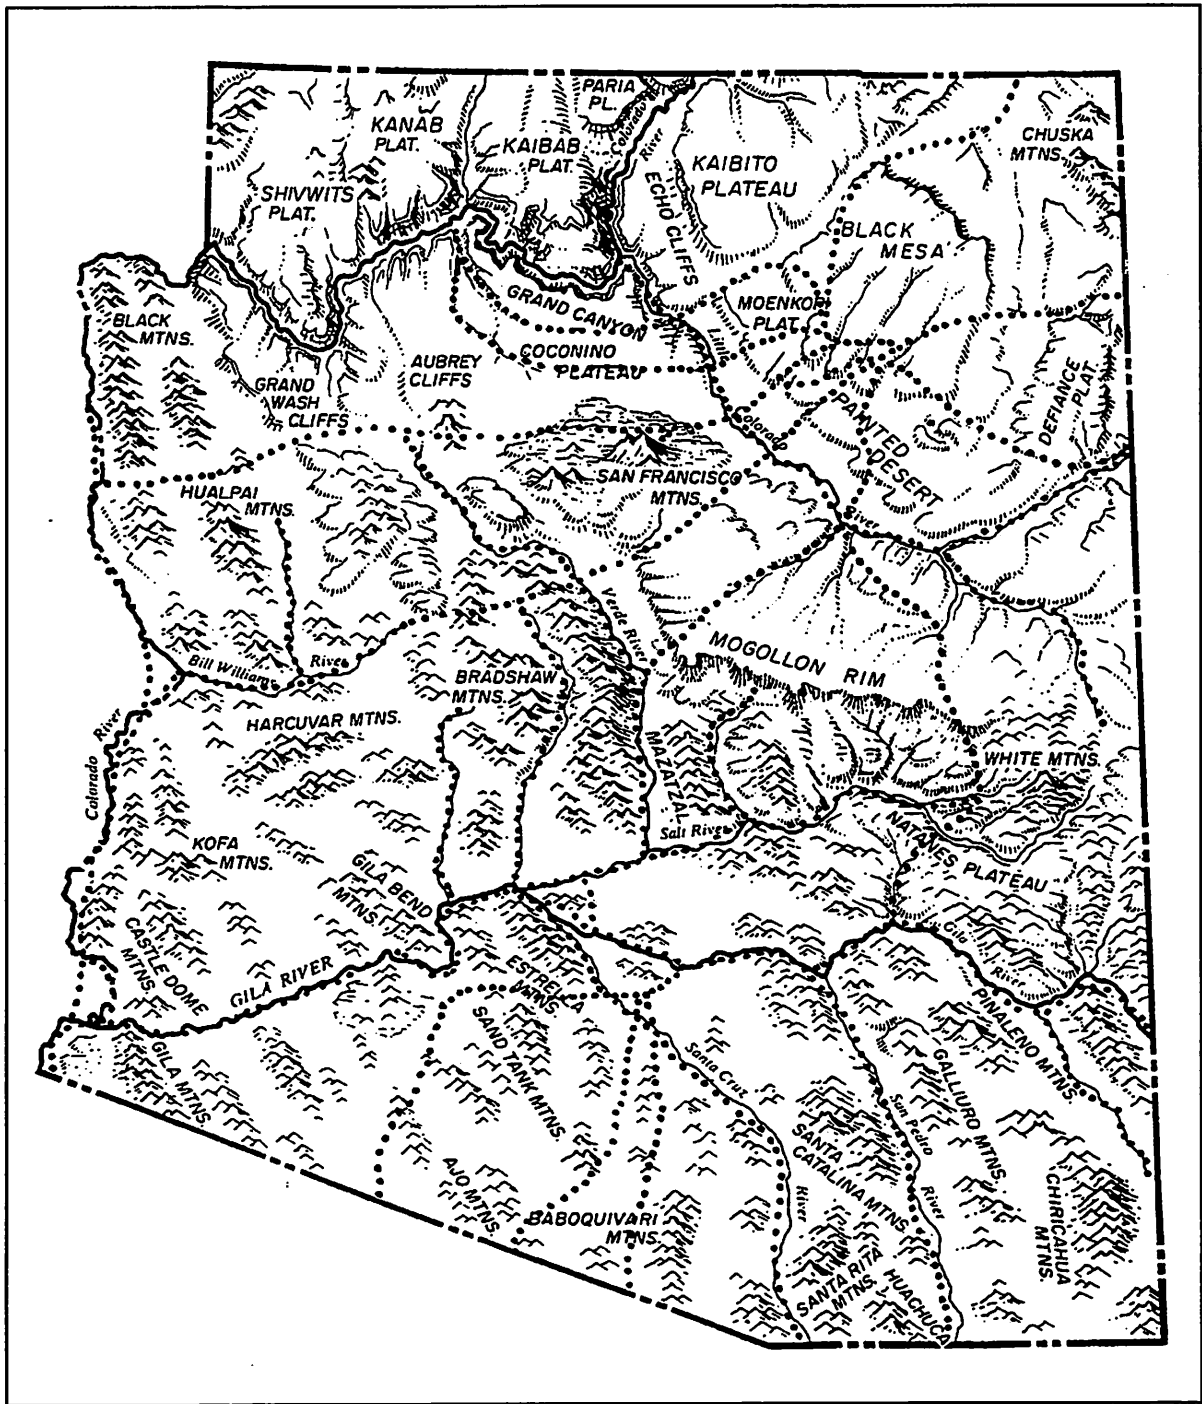 PARIA
PL.
KANAB
PLAT.
KAIBAB
PLAT.
Colorado
River
CHUSKA
MTNS.
KAIBITO
PLATEAU
SHIVWITS
PLAT.
ECHO CLIFFS
BLACK
MESA
GRAND CANYON
MOENKOPI
PLAT.
BLACK
MTNS.
Little
Colorado
River
COCONINO
PLATEAU
AUBREY
CLIFFS
GRAND
WASH
CLIFFS
PAINTED
DESERT
DEFIANCE
PLAT
SAN FRANCISCO
MTNS.
HUALPAI
MTNS.
Verde River
MOGOLLON RIM
Bill Williams
River
BRADSHAW
MTNS.
HARCUVAR MTNS.
Colorado
River
MAZATZAL
WHITE MTNS.
Salt River
NATANES PLATEAU
KOFA
MTNS.
GILA BEND
MTNS.
CASTLE DOME
MTNS.
GILA RIVER
ESTRELLA
MTNS
Gila
River
PINALENO MTNS.
SAND TANK MTNS.
GILA MTNS.
Santa Cruz
River
GALLIURO MTNS.
San Pedro
River
SANTA
CATALINA MTNS.
AJO MTNS.
BABOQUIVARI
MTNS.
CHIRICAHUA
MTNS.
SANTA RITA
MTNS.
HUACHUCA